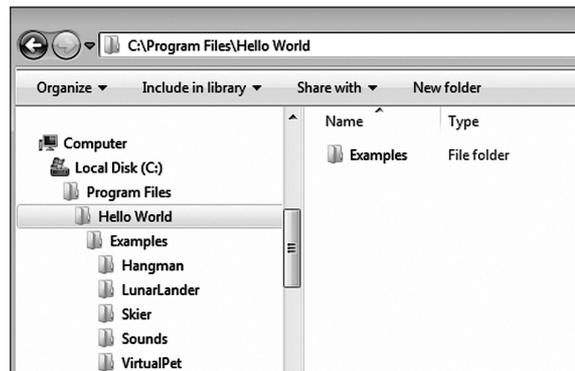 C:\Program Files\Hello World
Organize Include in library Share with New folder
Computer
Local Disk (C:)
Program Files
Hello World
Examples
Hangman
LunarLander
Skier
Sounds
VirtualPet
Name Type
Examples File folder